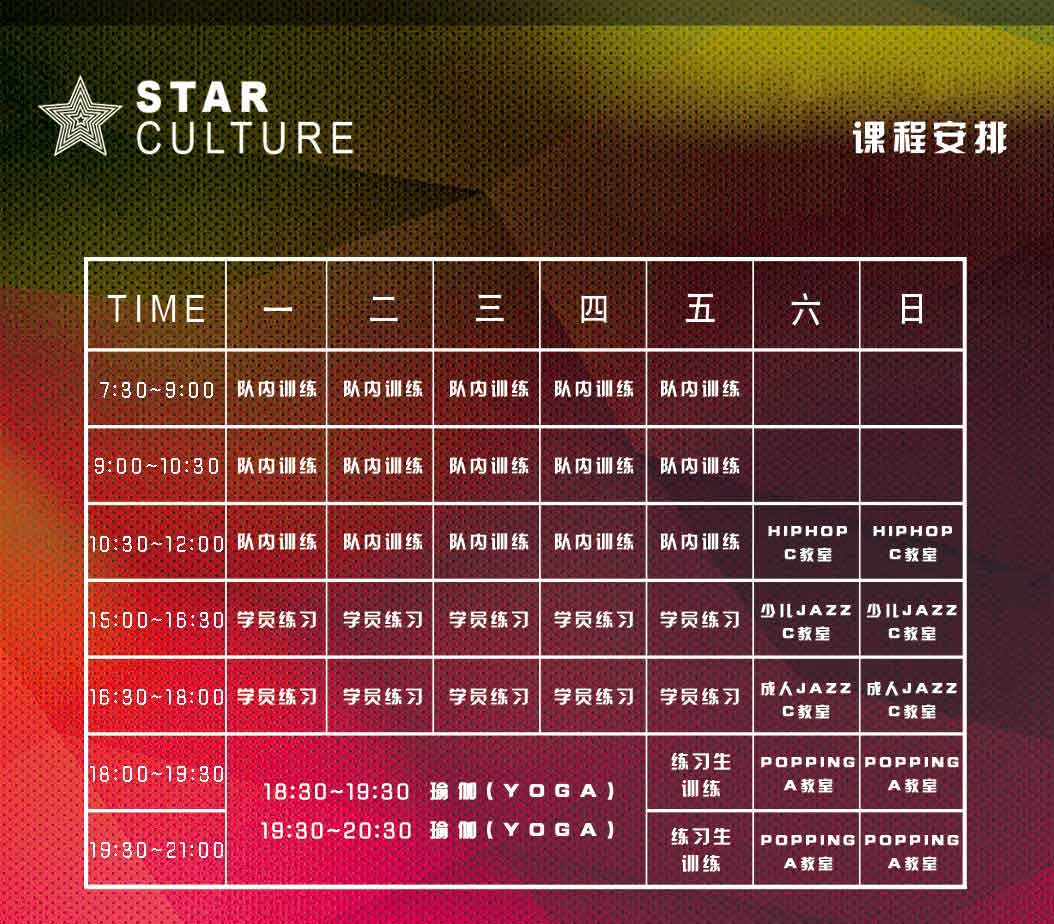 STAR
CULTURE
课程安排
TIME 一 二 三 四 五 六 日
7:30~9:00 队内训练 队内训练 队内训练 队内训练 队内训练
9:00~10:30 队内训练 队内训练 队内训练 队内训练 队内训练
10:30~12:00 队内训练 队内训练 队内训练 队内训练 队内训练 HIPHOP HIPHOP
C教室 C教室
15:00~16:30 学员练习 学员练习 学员练习 学员练习 学员练习 少儿JAZZ 少儿JAZZ
C教室 C教室
16:30~18:00 学员练习 学员练习 学员练习 学员练习 学员练习 成人JAZZ 成人JAZZ
C教室 C教室
18:00~19:30 练习生 POPPING POPPING
训练 A教室 A教室
18:30~19:30 瑜伽(YOGA)
19:30~20:30 瑜伽(YOGA)
19:30~21:00 练习生 POPPING POPPING
训练 A教室 A教室